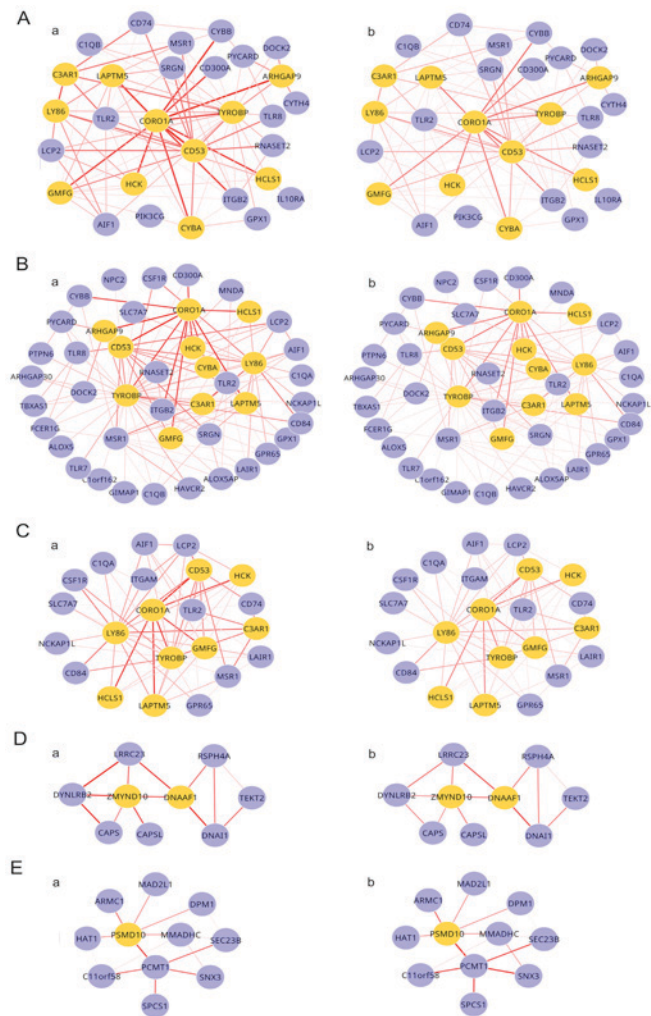 A
a
b
CD74
CYBB
C1QB
MSR1
PYCARD
DOCK2
C3AR1
LAPTM5
SRGN
CD300A
ARHGAP9
LY86
TLR2
CORO1A
TYROBP
TLR8
CYTH4
LCP2
CD53
RNASET2
GMFG
HCK
HCLS1
ITGB2
IL10RA
AIF1
PIK3CG
CYBA
GPX1
CD74
CYBB
C1QB
MSR1
PYCARD
DOCK2
C3AR1
LAPTM5
SRGN
CD300A
ARHGAP9
LY86
TLR2
CORO1A
TYROBP
TLR8
CYTH4
LCP2
CD53
RNASET2
GMFG
HCK
HCLS1
ITGB2
IL10RA
AIF1
PIK3CG
CYBA
GPX1
B
a
b
NPC2
CSF1R
CD300A
CYBB
SLC7A7
CORO1A
MNDA
HCLS1
PYCARD
ARHGAP9
LCP2
PTPN6
TLR8
CD53
HCK
LY86
AIF1
ARHGAP30
RNASET2
CYBA
TLR2
C1QA
TBXAS1
DOCK2
TYROBP
ITGB2
C3AR1
LAPTM5
NCKAP1L
FCER1G
CD84
ALOX5
MSR1
GMFG
SRGN
GPX1
GPR65
TLR7
C1orf162
GIMAP1
C1QB
HAVCR2
ALOX5AP
LAIR1
NPC2
CSF1R
CD300A
CYBB
SLC7A7
CORO1A
MNDA
HCLS1
PYCARD
ARHGAP9
LCP2
PTPN6
TLR8
CD53
HCK
LY86
AIF1
ARHGAP30
RNASET2
CYBA
TLR2
C1QA
TBXAS1
DOCK2
TYROBP
ITGB2
C3AR1
LAPTM5
NCKAP1L
FCER1G
CD84
ALOX5
MSR1
GMFG
SRGN
GPX1
GPR65
TLR7
C1orf162
GIMAP1
C1QB
HAVCR2
ALOX5AP
LAIR1
C
a
b
AIF1
LCP2
C1QA
ITGAM
CD53
HCK
CSF1R
SLC7A7
CORO1A
TLR2
CD74
NCKAP1L
LY86
C3AR1
TYROBP
GMFG
LAIR1
CD84
MSR1
HCLS1
LAPTM5
GPR65
AIF1
LCP2
C1QA
ITGAM
CD53
HCK
CSF1R
SLC7A7
CORO1A
TLR2
CD74
NCKAP1L
LY86
C3AR1
TYROBP
GMFG
LAIR1
CD84
MSR1
HCLS1
LAPTM5
GPR65
D
a
b
LRRC23
RSPH4A
DYNLRB2
ZMYND10
DNAAF1
TEKT2
CAPS
CAPSL
DNAI1
LRRC23
RSPH4A
DYNLRB2
ZMYND10
DNAAF1
TEKT2
CAPS
CAPSL
DNAI1
E
a
b
MAD2L1
ARMC1
DPM1
HAT1
PSMD10
MMADHC
SEC23B
PCMT1
C11orf58
SNX3
SPCS1
MAD2L1
ARMC1
DPM1
HAT1
PSMD10
MMADHC
SEC23B
PCMT1
C11orf58
SNX3
SPCS1